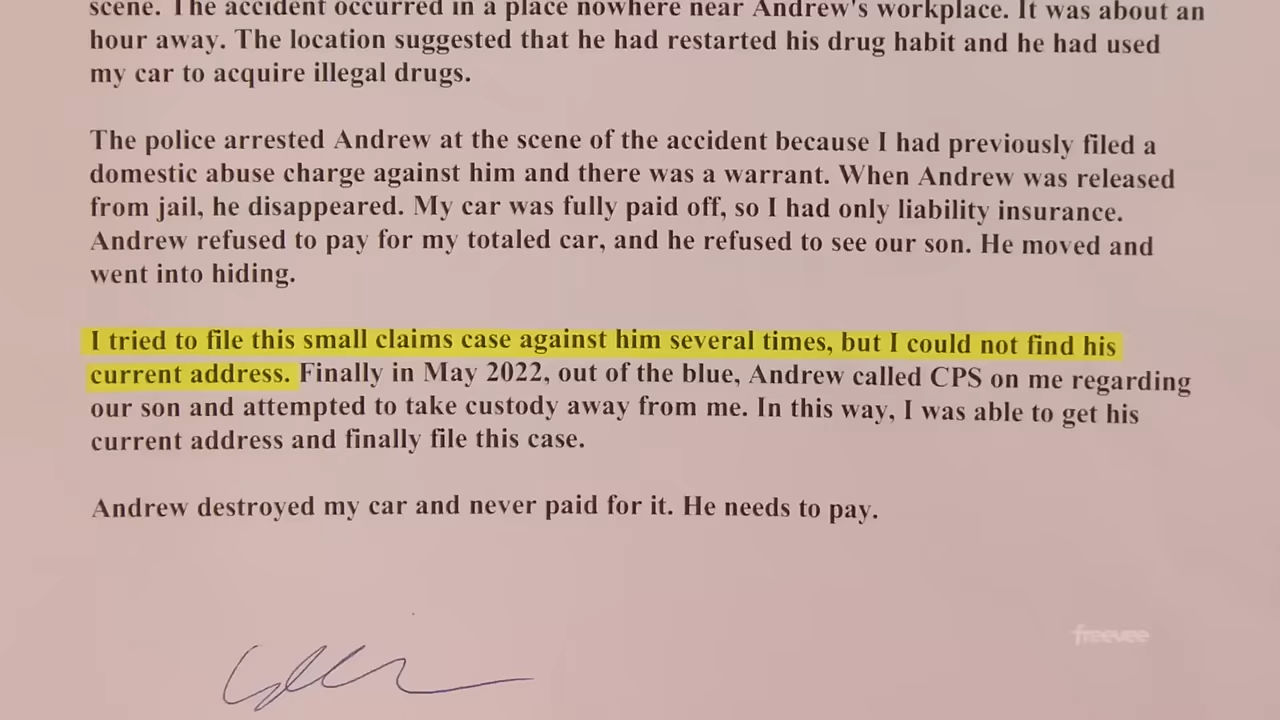 scene. The accident occurred in a place nowhere near Andrew's workplace. It was about an
hour away. The location suggested that he had restarted his drug habit and he had used
my car to acquire illegal drugs.
The police arrested Andrew at the scene of the accident because I had previously filed a
domestic abuse charge against him and there was a warrant. When Andrew was released
from jail, he disappeared. My car was fully paid off, so I had only liability insurance.
Andrew refused to pay for my totaled car, and he refused to see our son. He moved and
went into hiding.
I tried to file this small claims case against him several times, but I could not find his
current address. Finally in May 2022, out of the blue, Andrew called CPS on me regarding
our son and attempted to take custody away from me. In this way, I was able to get his
current address and finally file this case.
Andrew destroyed my car and never paid for it. He needs to pay.
freevee